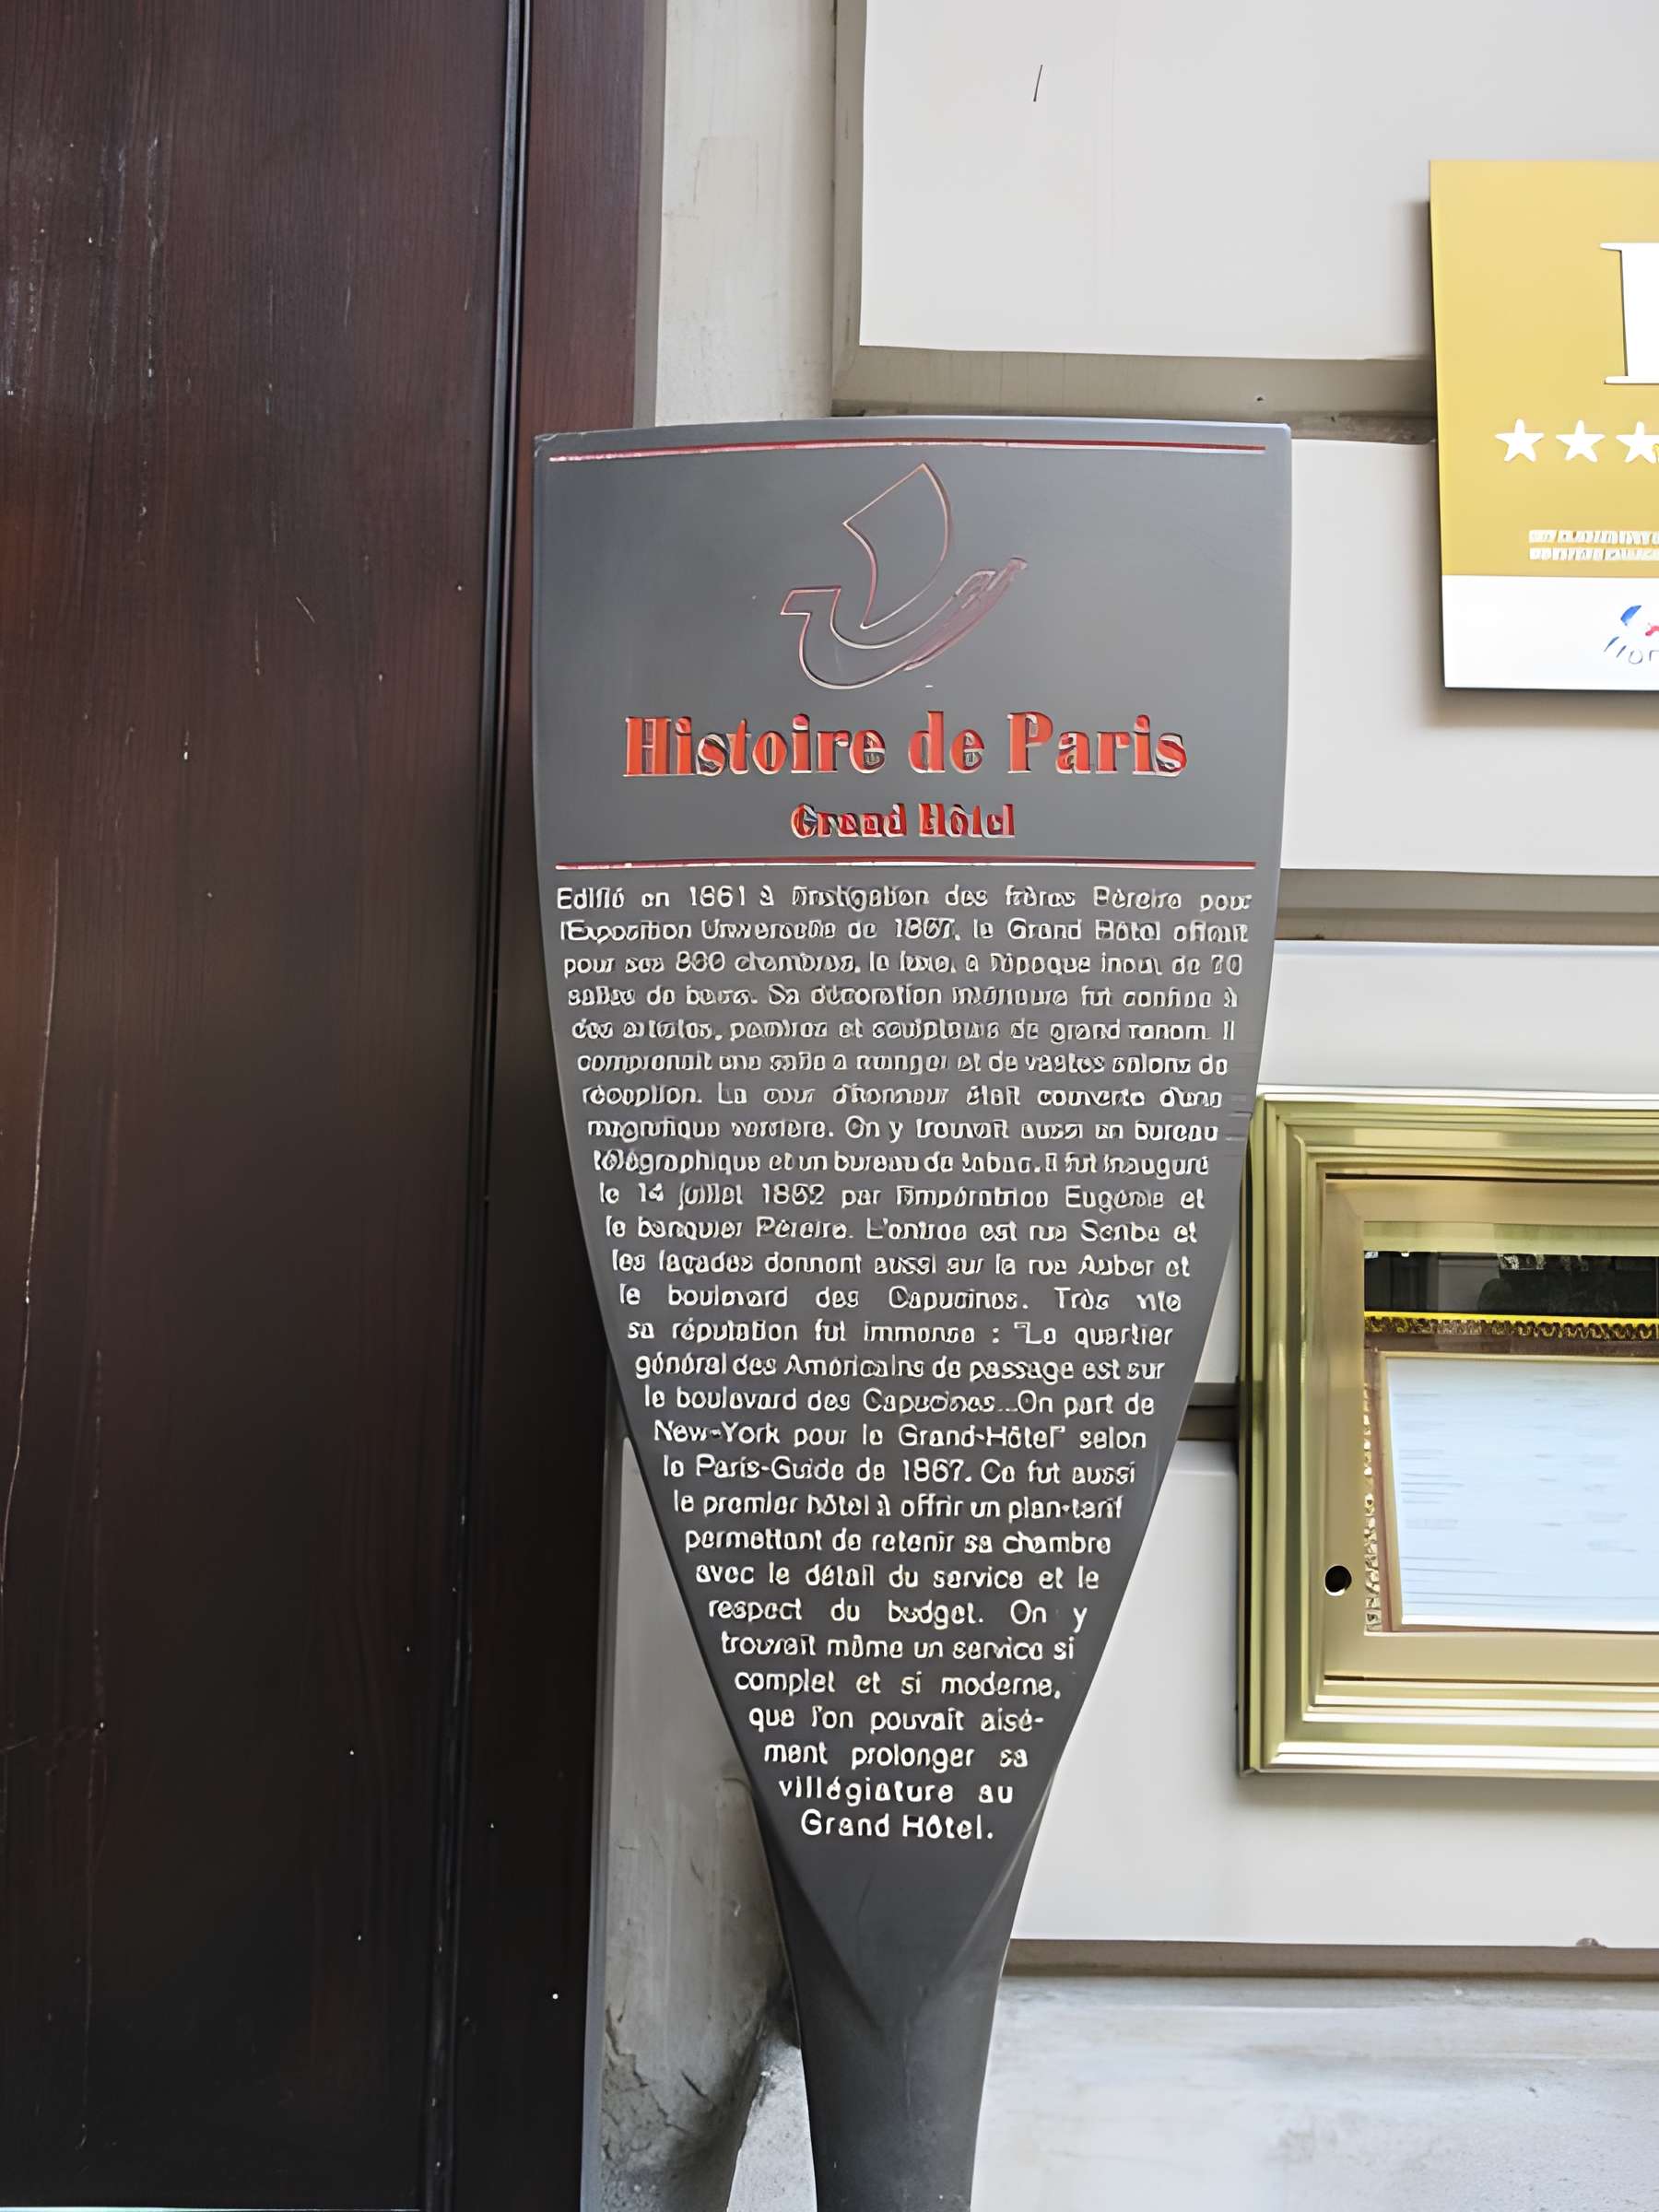 Histoire de Paris
Grand Hôtel
Edifié en 1861 à l'instigation des frères Péreire pour
l'Exposition Universelle de 1867, le Grand Hôtel offrait
pour ses 800 chambres, le luxe, à l'époque inouï, de 70
salles de bains. Sa décoration intérieure fut confiée à
des artistes, peintres et sculpteurs de grand renom. Il
comprenait une salle à manger et de vastes salons de
réception. La cour d'honneur était couverte d'une
magnifique verrière. On y trouvait aussi un bureau
télégraphique et un bureau de tabac. Il fut inauguré
le 14 juillet 1862 par l'impératrice Eugénie et
le banquier Péreire. L'entrée est rue Scribe et
les façades donnent aussi sur la rue Auber et
le boulevard des Capucines. Très vite
sa réputation fut immense : "Le quartier
général des Américains de passage est sur
le boulevard des Capucines...On part de
New-York pour le Grand-Hôtel" selon
le Paris-Guide de 1867. Ce fut aussi
le premier hôtel à offrir un plan-tarif
permettant de retenir sa chambre
avec le détail du service et le
respect du budget. On y
trouvait même un service si
complet et si moderne,
que l'on pouvait aisé-
ment prolonger sa
villégiature au
Grand Hôtel.